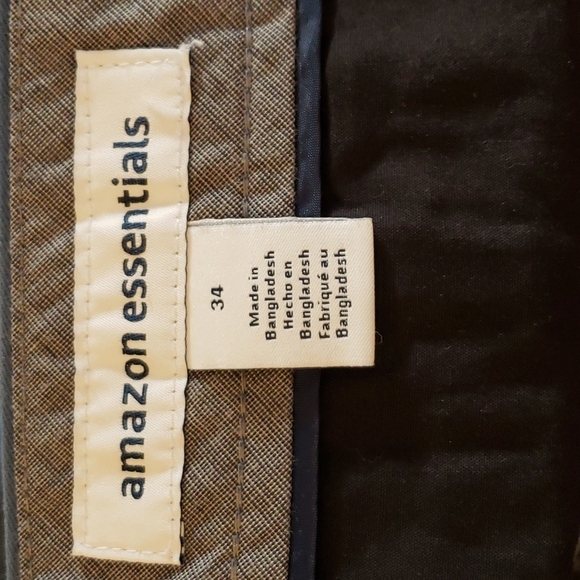 amazon essentials
34
Made in
Bangladesh
Hecho en
Bangladesh
Fabriqué au
Bangladesh